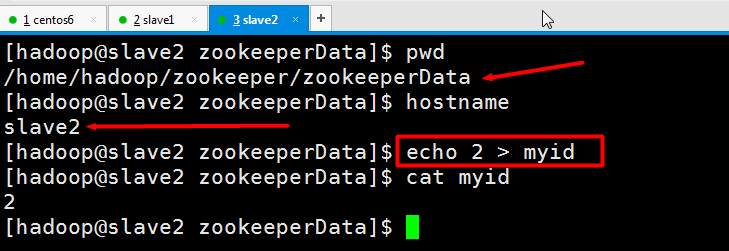 1 centos6 × 2 slave1 × 3 slave2 × +
[hadoop@slave2 zookeeperData]$ pwd
/home/hadoop/zookeeper/zookeeperData
[hadoop@slave2 zookeeperData]$ hostname
slave2
[hadoop@slave2 zookeeperData]$ echo 2 > myid
[hadoop@slave2 zookeeperData]$ cat myid
2
[hadoop@slave2 zookeeperData]$